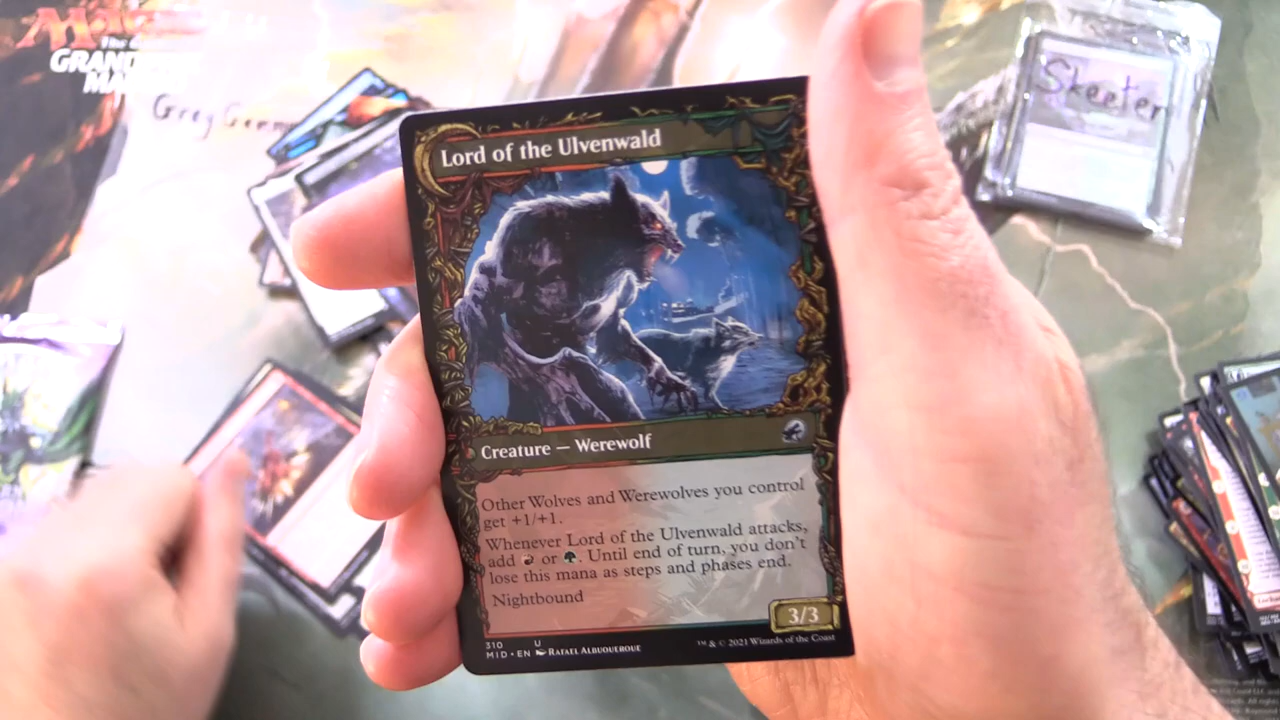 Magic
GRAND
Greg
Skeeter
Lord of the Ulvenwald
Creature — Werewolf
Other Wolves and Werewolves you control
get +1/+1.
Whenever Lord of the Ulvenwald attacks,
add or . Until end of turn, you don't
lose this mana as steps and phases end.
Nightbound
3/3
310 U
MID • EN RAFAEL ALBUQUERQUE
™ & © 2021 Wizards of the Coast